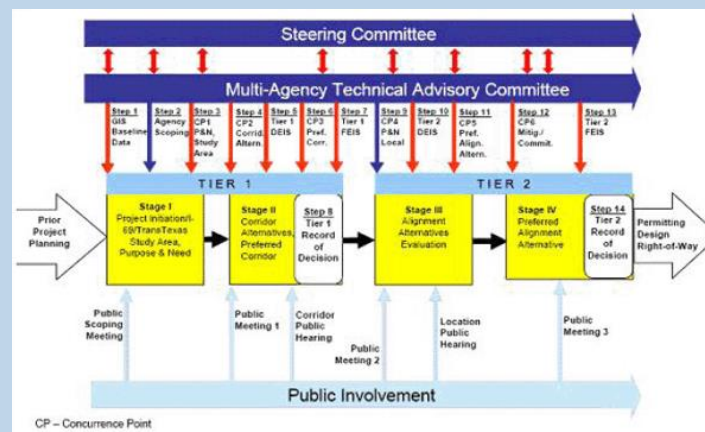 Steering Committee
Multi-Agency Technical Advisory Committee
Step 1
GIS
Baseline
Data
Step 2
Agency
Scoping
Step 3
CP1
P&N,
Study
Area
Step 4
CP2
Corrid.
Altern.
Step 5
Tier 1
DEIS
Step 6
CP3
Pref.
Corr.
Step 7
Tier 1
FEIS
Step 9
CP4
P&N
Local
Step 10
Tier 2
DEIS
Step 11
CP5
Pref.
Align.
Altern.
Step 12
CP6
Mitig./
Commit.
Step 13
Tier 2
FEIS
TIER 1
TIER 2
Prior
Project
Planning
Stage I
Project Initiation/I-
69/TransTexas
Study Area,
Purpose & Need
Stage II
Corridor
Alternatives,
Preferred
Corridor
Step 8
Tier 1
Record
of
Decision
Stage III
Alignment
Alternatives
Evaluation
Stage IV
Preferred
Alignment
Alternative
Step 14
Tier 2
Record
of
Decision
Permitting
Design
Right-of-Way
Public
Scoping
Meeting
Public
Meeting 1
Corridor
Public
Hearing
Public
Meeting 2
Location
Public
Hearing
Public
Meeting 3
Public Involvement
CP – Concurrence Point